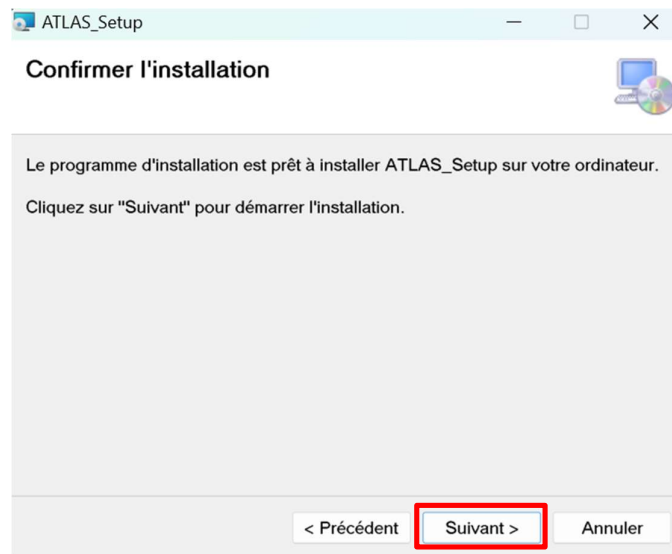 ATLAS_Setup
Confirmer l'installation
Le programme d'installation est prêt à installer ATLAS_Setup sur votre ordinateur.
Cliquez sur "Suivant" pour démarrer l'installation.
< Précédent
Suivant >
Annuler